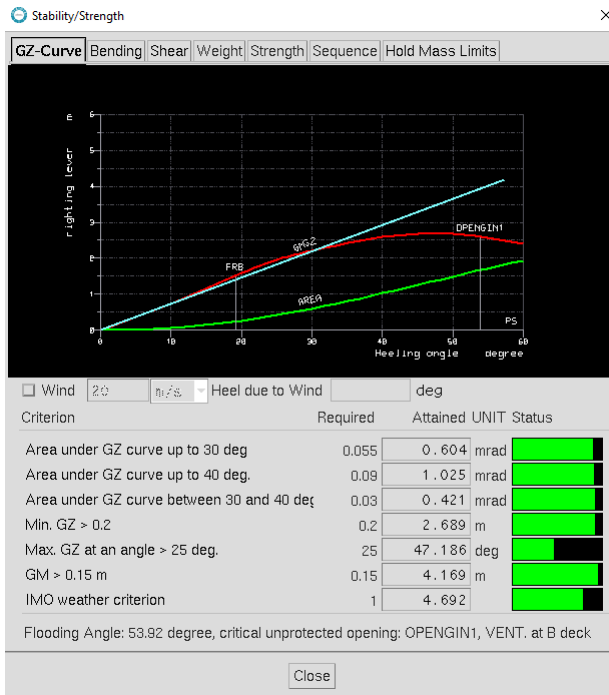 Stability/Strength
GZ-Curve Bending Shear Weight Strength Sequence Hold Mass Limits
m
righting lever
6
5
4
3
2
1
0
FRB
GMG2
AREA
OPENGIN1
PS
0 10 20 30 40 50 60
Heeling angle degree
Wind 20 m/s Heel due to Wind deg
Criterion Required Attained UNIT Status
Area under GZ curve up to 30 deg 0.055 0.604 mrad
Area under GZ curve up to 40 deg. 0.09 1.025 mrad
Area under GZ curve between 30 and 40 deg 0.03 0.421 mrad
Min. GZ > 0.2 0.2 2.689 m
Max. GZ at an angle > 25 deg. 25 47.186 deg
GM > 0.15 m 0.15 4.169 m
IMO weather criterion 1 4.692
Flooding Angle: 53.92 degree, critical unprotected opening: OPENGIN1, VENT. at B deck
Close